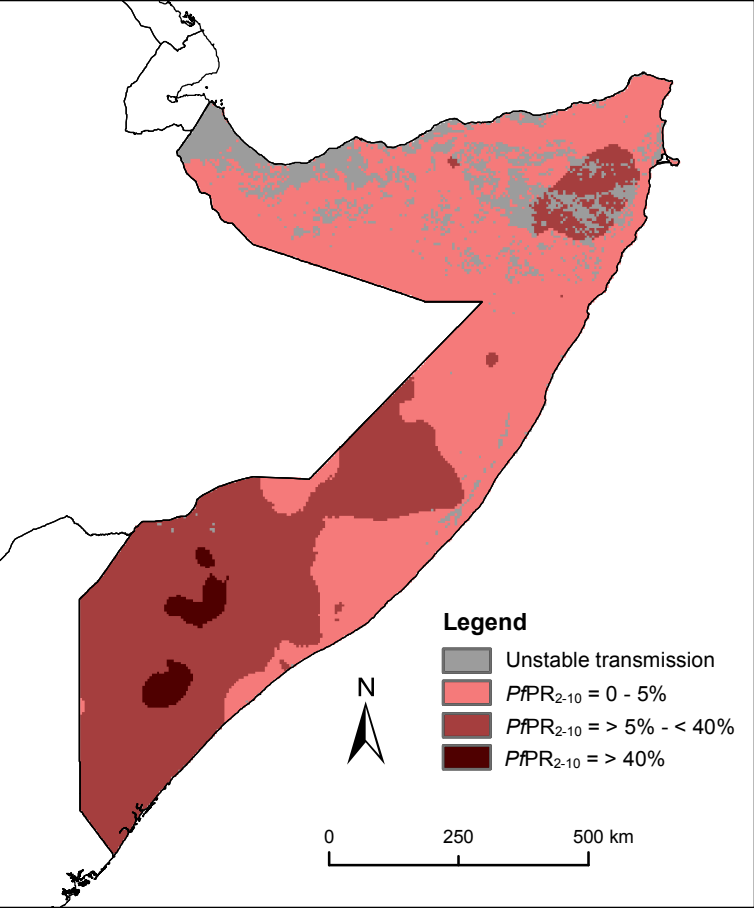 Legend
Unstable transmission
PfPR2-10 = 0 - 5%
PfPR2-10 = > 5% - < 40%
PfPR2-10 = > 40%
N
0 250 500 km